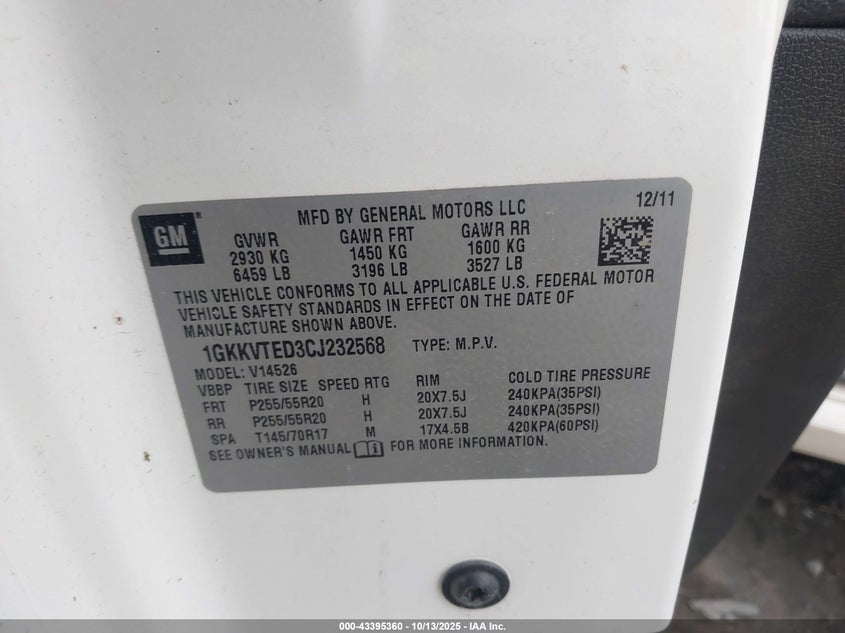 MFD BY GENERAL MOTORS LLC 12/11
GM
®
GVWR GAWR FRT GAWR RR
2930 KG 1450 KG 1600 KG
6459 LB 3196 LB 3527 LB
THIS VEHICLE CONFORMS TO ALL APPLICABLE U.S. FEDERAL MOTOR
VEHICLE SAFETY STANDARDS IN EFFECT ON THE DATE OF
MANUFACTURE SHOWN ABOVE.
1GKKVTED3CJ232568 TYPE: M.P.V.
MODEL: V14526
VBBP TIRE SIZE SPEED RTG RIM COLD TIRE PRESSURE
FRT P255/55R20 H 20X7.5J 240KPA(35PSI)
RR P255/55R20 H 20X7.5J 240KPA(35PSI)
SPA T145/70R17 M 17X4.5B 420KPA(60PSI)
SEE OWNER'S MANUAL FOR MORE INFORMATION.
000-43395360 | 10/13/2025 - IAA Inc.